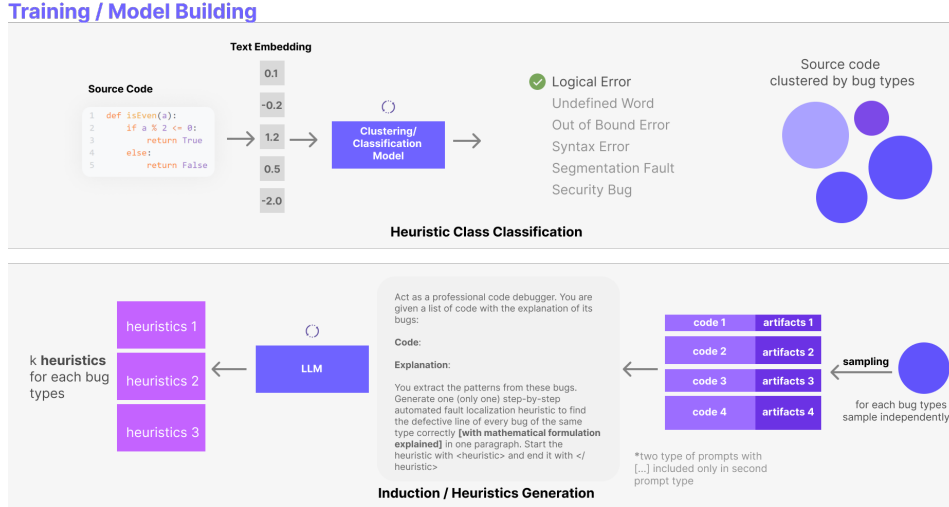 Training / Model Building
Text Embedding
Source Code
1 def isEven(a):
2 if a % 2 <= 0:
3 return True
4 else:
5 return False
0.1
-0.2
1.2
0.5
-2.0
Clustering/
Classification
Model
Logical Error
Undefined Word
Out of Bound Error
Syntax Error
Segmentation Fault
Security Bug
Source code
clustered by bug types
Heuristic Class Classification
k heuristics
for each bug
types
heuristics 1
heuristics 2
heuristics 3
LLM
Act as a professional code debugger. You are
given a list of code with the explanation of its
bugs:
Code:
Explanation:
You extract the patterns from these bugs.
Generate one (only one) step-by-step
automated fault localization heuristic to find
the defective line of every bug of the same
type correctly [with mathematical formulation
explained] in one paragraph. Start the
heuristic with <heuristic> and end it with </
heuristic>
code 1 artifacts 1
code 2 artifacts 2
code 3 artifacts 3
code 4 artifacts 4
sampling
for each bug types
sample independently
*two type of prompts with
[...] included only in second
prompt type
Induction / Heuristics Generation